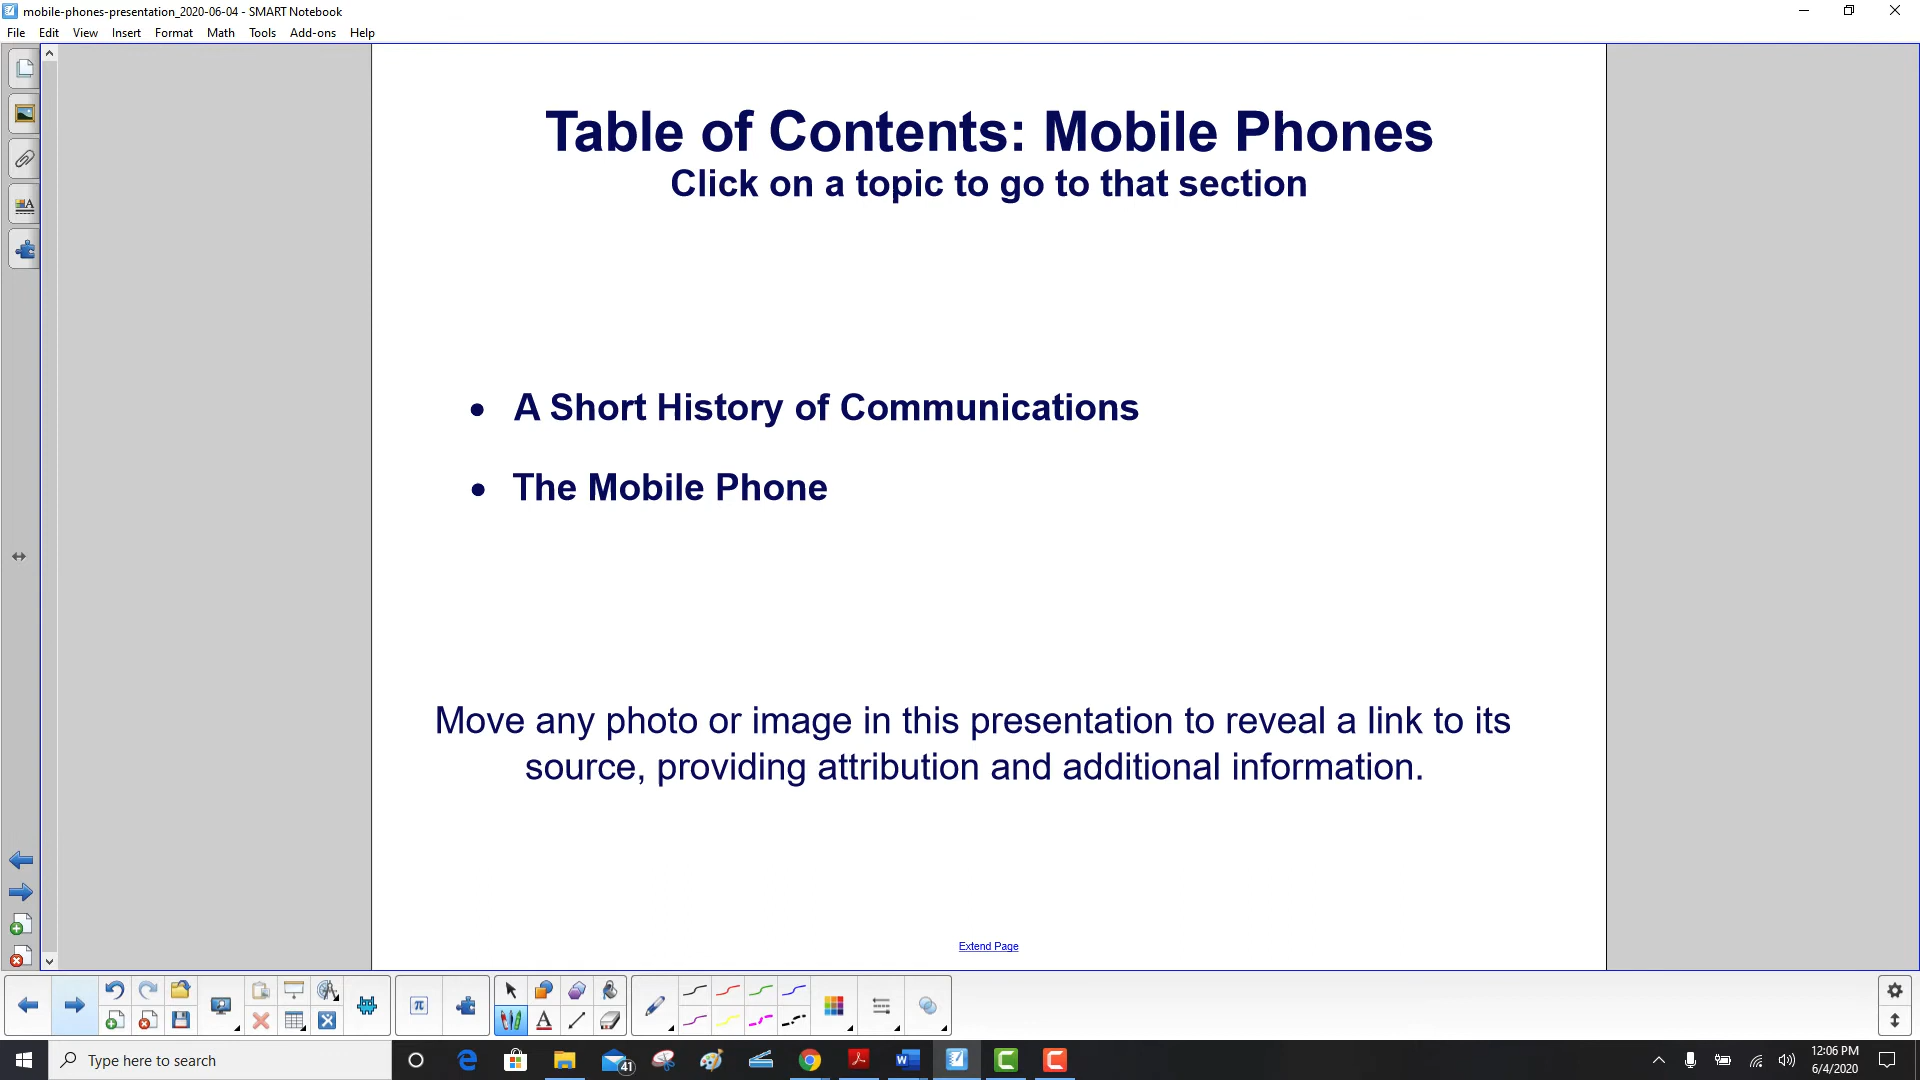 mobile-phones-presentation_2020-06-04 - SMART Notebook
File Edit View Insert Format Math Tools Add-ons Help
Table of Contents: Mobile Phones
Click on a topic to go to that section
• A Short History of Communications
• The Mobile Phone
Move any photo or image in this presentation to reveal a link to its
source, providing attribution and additional information.
Extend Page
π
A
Type here to search
41
12:06 PM
6/4/2020